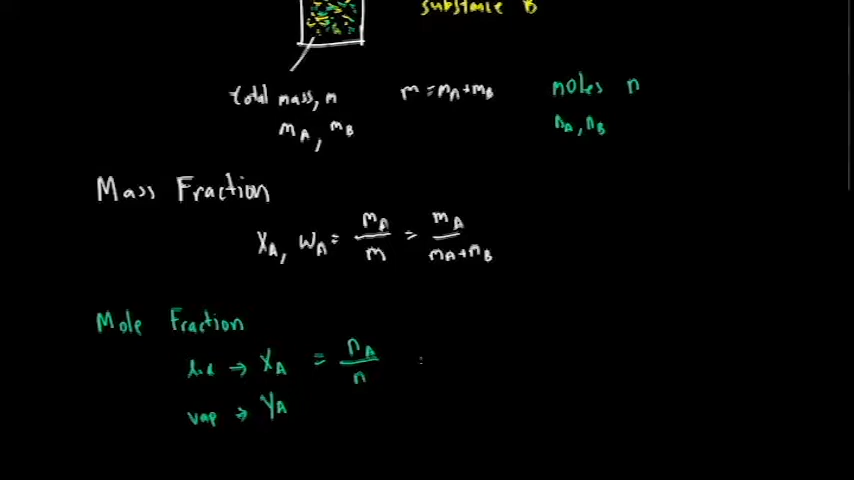 substance B
total mass, m m = mA + mB moles n
mA, mB nA, nB
Mass Fraction
XA, WA = mA/m = mA/(mA + mB)
Mole Fraction
liq → XA = nA/n
vap → YA